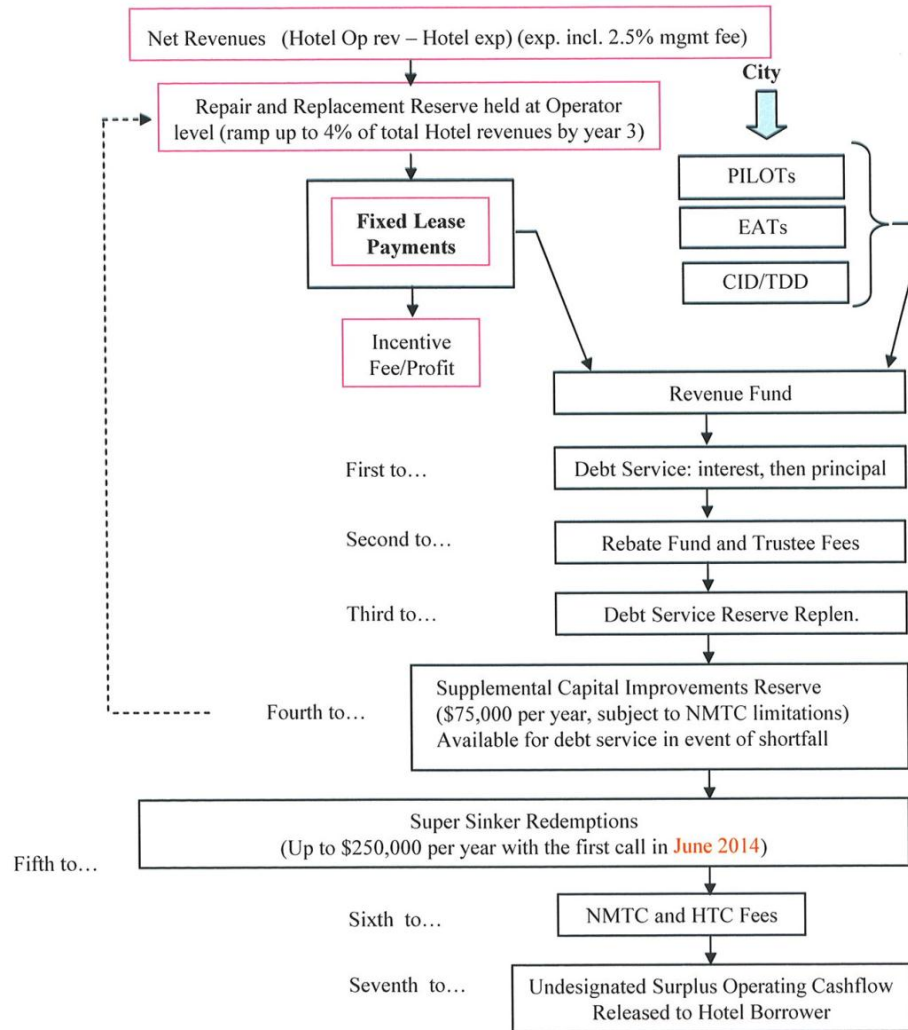 Net Revenues (Hotel Op rev – Hotel exp) (exp. incl. 2.5% mgmt fee)
City
Repair and Replacement Reserve held at Operator
level (ramp up to 4% of total Hotel revenues by year 3)
PILOTs
Fixed Lease
Payments
EATs
CID/TDD
Incentive
Fee/Profit
Revenue Fund
First to…
Debt Service: interest, then principal
Second to…
Rebate Fund and Trustee Fees
Third to…
Debt Service Reserve Replen.
Fourth to…
Supplemental Capital Improvements Reserve
($75,000 per year, subject to NMTC limitations)
Available for debt service in event of shortfall
Fifth to…
Super Sinker Redemptions
(Up to $250,000 per year with the first call in June 2014)
Sixth to…
NMTC and HTC Fees
Seventh to…
Undesignated Surplus Operating Cashflow
Released to Hotel Borrower